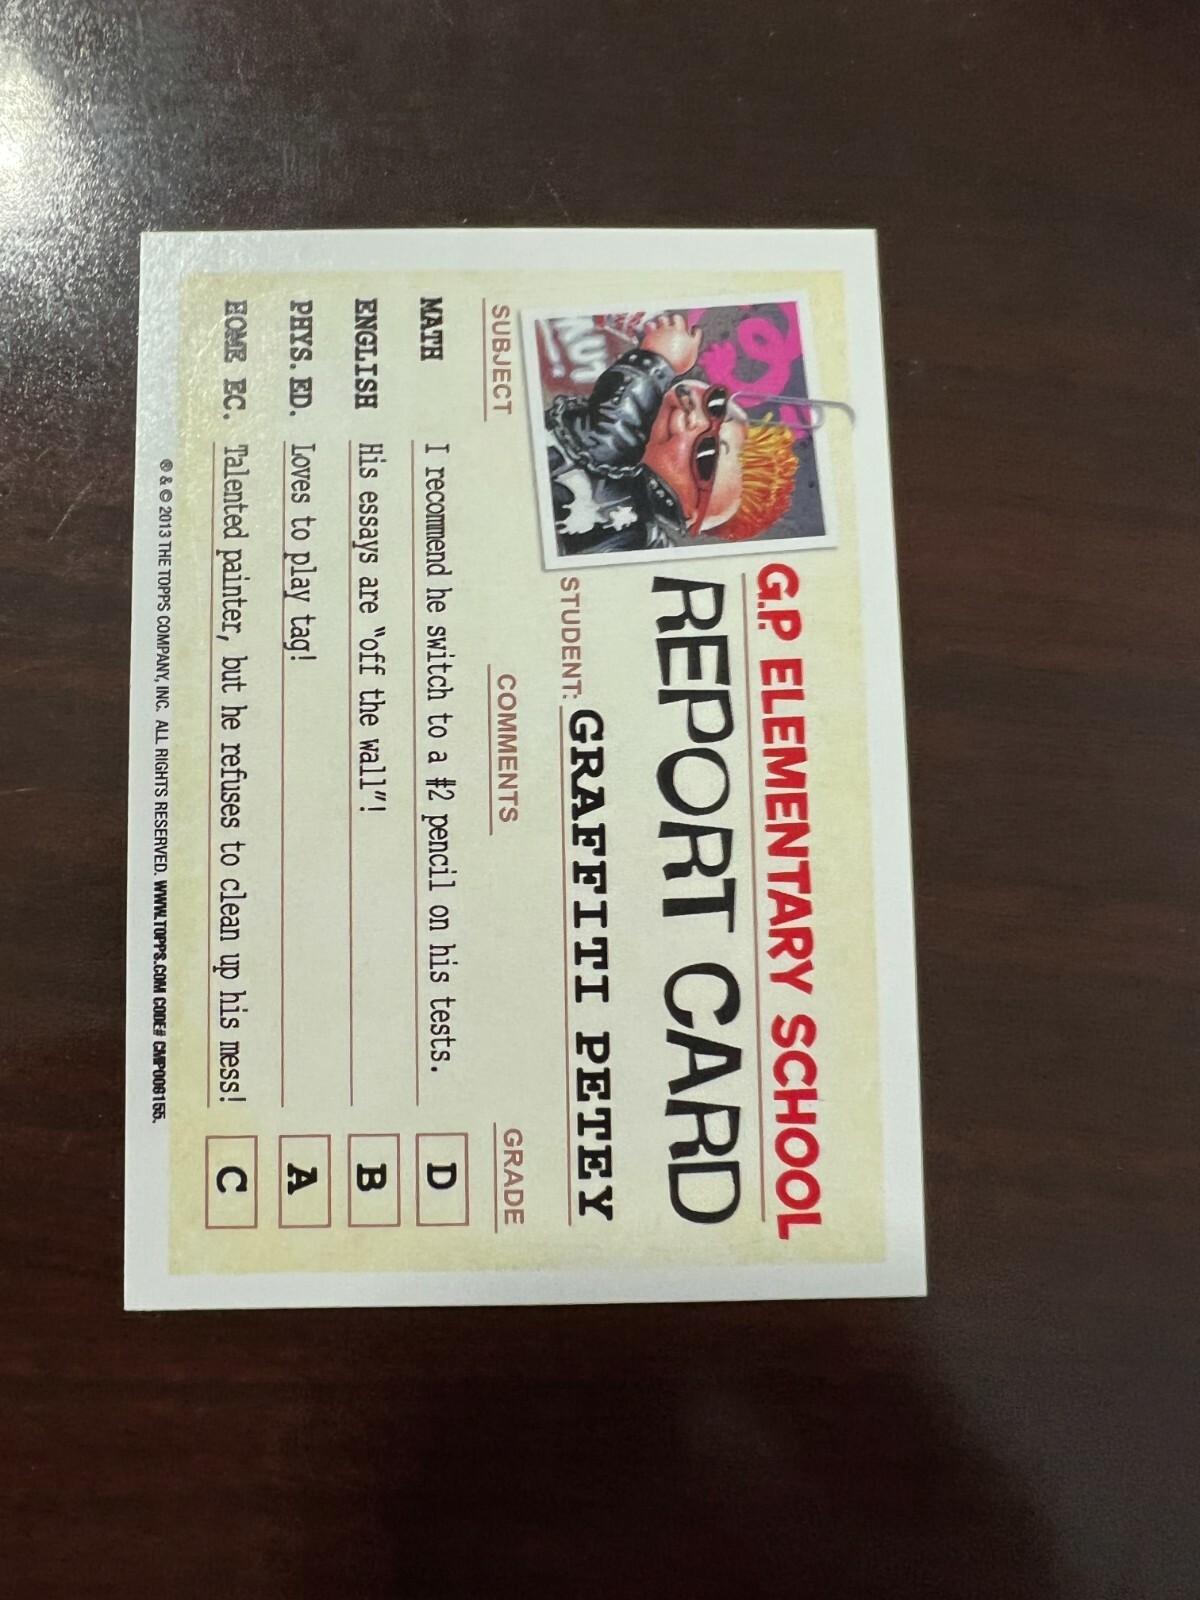 G.P. ELEMENTARY SCHOOL
REPORT CARD
STUDENT: GRAFFITI PETEY
SUBJECT COMMENTS GRADE
MATH I recommend he switch to a #2 pencil on his tests. D
ENGLISH His essays are "off the wall"! B
PHYS. ED. Loves to play tag! A
HOME EC. Talented painter, but he refuses to clean up his mess! C
® & © 2013 THE TOPPS COMPANY, INC. ALL RIGHTS RESERVED. WWW.TOPPS.COM CODE# CMP006155.